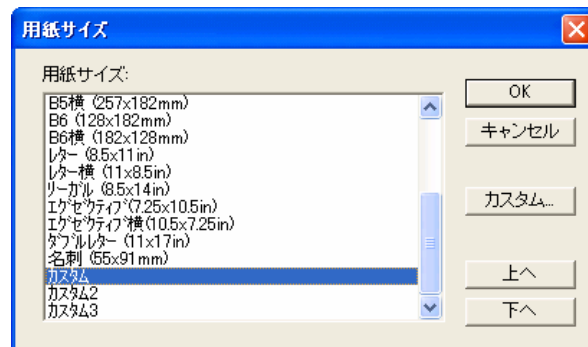 用紙サイズ
用紙サイズ:
B5横 (257x182mm)
B6 (128x182mm)
B6横 (182x128mm)
ﾚﾀｰ (8.5x11in)
ﾚﾀｰ横 (11x8.5in)
ﾘｰｶﾞﾙ (8.5x14in)
ｴｸﾞｾﾞｸﾃｨﾌﾞ(7.25x10.5in)
ｴｸﾞｾﾞｸﾃｨﾌﾞ横(10.5x7.25in)
ﾀﾞﾌﾞﾙﾚﾀｰ (11x17in)
名刺 (55x91mm)
ｶｽﾀﾑ
ｶｽﾀﾑ2
ｶｽﾀﾑ3
OK
キャンセル
カスタム...
上へ
下へ